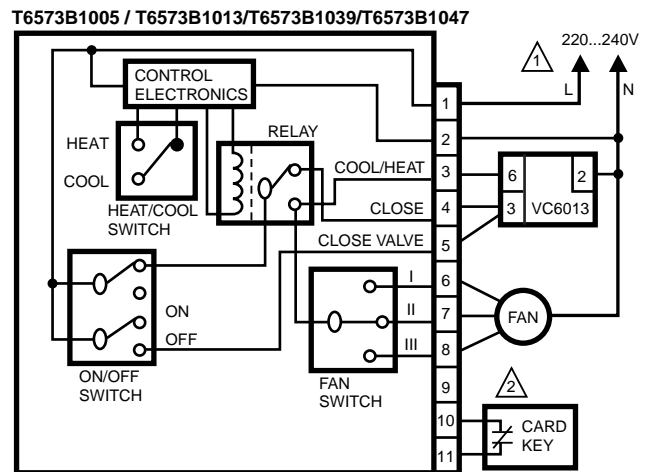 T6573B1005 / T6573B1013/T6573B1039/T6573B1047
220...240V
1
L
N
CONTROL
ELECTRONICS
1
2
HEAT
COOL
HEAT/COOL
SWITCH
RELAY
COOL/HEAT
3
6
2
CLOSE
4
3
VC6013
CLOSE VALVE
5
I
6
II
7
FAN
III
8
ON
OFF
ON/OFF
SWITCH
FAN
SWITCH
9
2
10
11
CARD
KEY